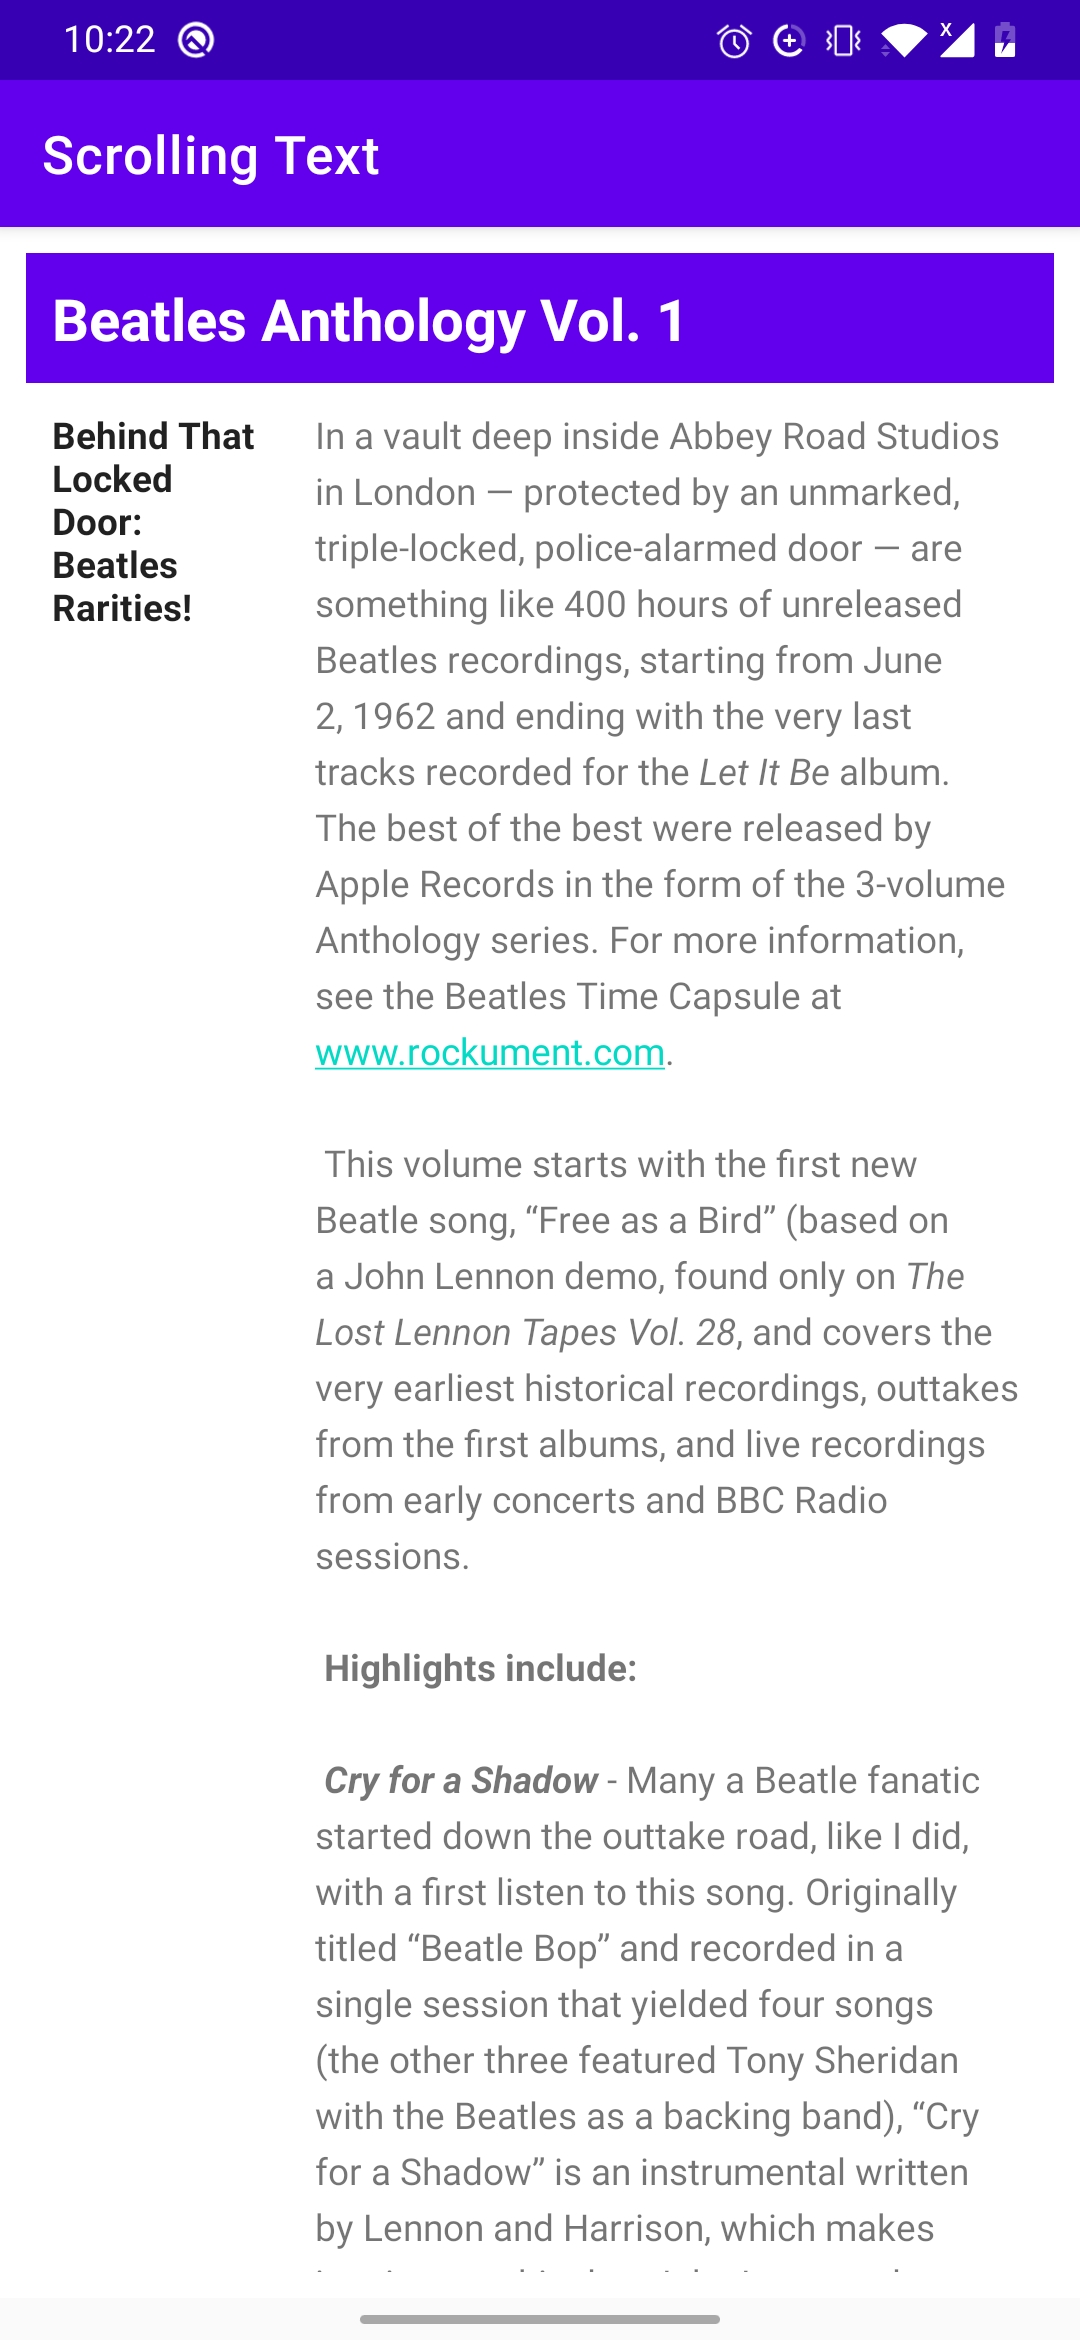 10:22
Scrolling Text
Beatles Anthology Vol. 1
Behind That
Locked
Door:
Beatles
Rarities!
In a vault deep inside Abbey Road Studios
in London — protected by an unmarked,
triple-locked, police-alarmed door — are
something like 400 hours of unreleased
Beatles recordings, starting from June
2, 1962 and ending with the very last
tracks recorded for the Let It Be album.
The best of the best were released by
Apple Records in the form of the 3-volume
Anthology series. For more information,
see the Beatles Time Capsule at
www.rockument.com.
This volume starts with the first new
Beatle song, “Free as a Bird” (based on
a John Lennon demo, found only on The
Lost Lennon Tapes Vol. 28, and covers the
very earliest historical recordings, outtakes
from the first albums, and live recordings
from early concerts and BBC Radio
sessions.
Highlights include:
Cry for a Shadow - Many a Beatle fanatic
started down the outtake road, like I did,
with a first listen to this song. Originally
titled “Beatle Bop” and recorded in a
single session that yielded four songs
(the other three featured Tony Sheridan
with the Beatles as a backing band), “Cry
for a Shadow” is an instrumental written
by Lennon and Harrison, which makes